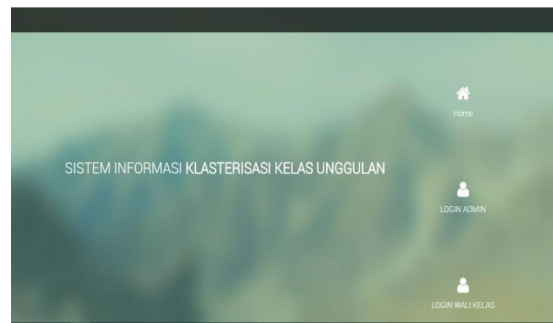 Home
SISTEM INFORMASI KLASTERISASI KELAS UNGGULAN
LOGIN ADMIN
LOGIN WALI KELAS